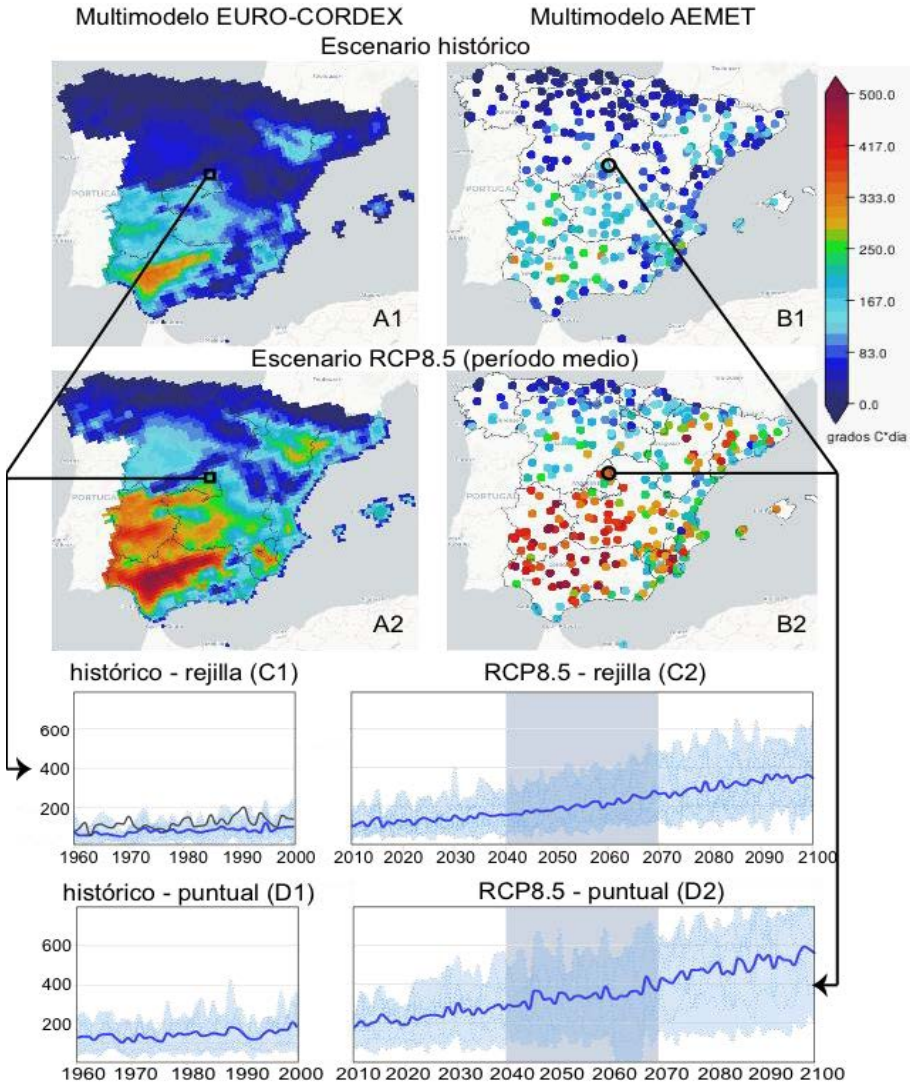 Multimodelo EURO-CORDEX
Multimodelo AEMET
Escenario histórico
500.0
417.0
333.0
250.0
167.0
83.0
0.0
grados C*dia
PORTUGAL
MADRID
A1
B1
Escenario RCP8.5 (período medio)
PORTUGAL
A2
B2
histórico - rejilla (C1)
RCP8.5 - rejilla (C2)
600
400
200
1960 1970 1980 1990 2000
2010 2020 2030 2040 2050 2060 2070 2080 2090 2100
histórico - puntual (D1)
RCP8.5 - puntual (D2)
600
400
200
1960 1970 1980 1990 2000
2010 2020 2030 2040 2050 2060 2070 2080 2090 2100